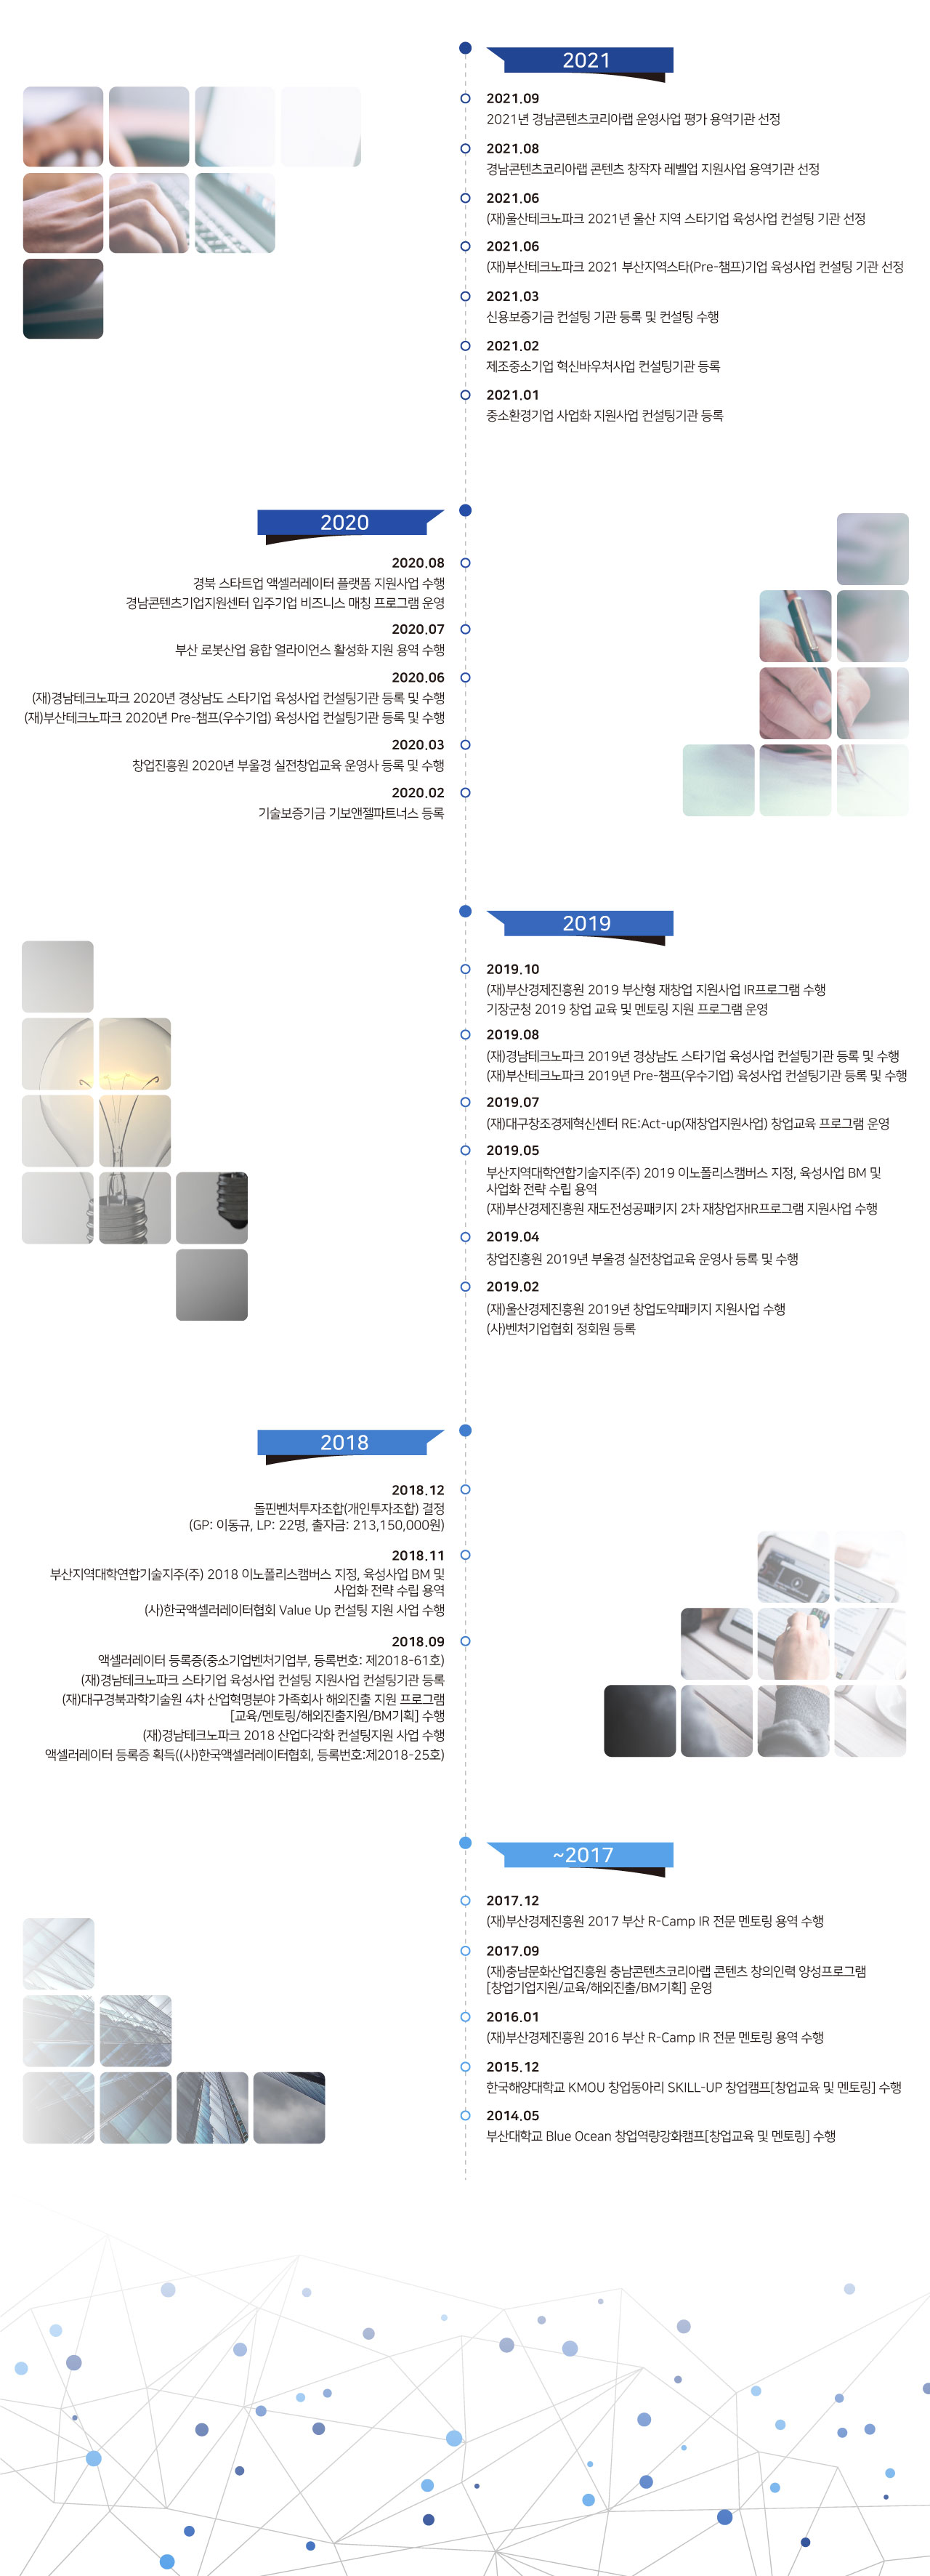 2021
2021.09
2021년 경남콘텐츠코리아랩 운영사업 평가 용역기관 선정
2021.08
경남콘텐츠코리아랩 콘텐츠 창작자 레벨업 지원사업 용역기관 선정
2021.06
(재)울산테크노파크 2021년 울산 지역 스타기업 육성사업 컨설팅 기관 선정
2021.06
(재)부산테크노파크 2021 부산지역스타(Pre-챔프)기업 육성사업 컨설팅 기관 선정
2021.03
신용보증기금 컨설팅 기관 등록 및 컨설팅 수행
2021.02
제조중소기업 혁신바우처사업 컨설팅기관 등록
2021.01
중소환경기업 사업화 지원사업 컨설팅기관 등록
2020
2020.08
경북 스타트업 액셀러레이터 플랫폼 지원사업 수행
경남콘텐츠기업지원센터 입주기업 비즈니스 매칭 프로그램 운영
2020.07
부산 로봇산업 융합 얼라이언스 활성화 지원 용역 수행
2020.06
(재)경남테크노파크 2020년 경상남도 스타기업 육성사업 컨설팅기관 등록 및 수행
(재)부산테크노파크 2020년 Pre-챔프(우수기업) 육성사업 컨설팅기관 등록 및 수행
2020.03
창업진흥원 2020년 부울경 실전창업교육 운영사 등록 및 수행
2020.02
기술보증기금 기보앤젤파트너스 등록
2019
2019.10
(재)부산경제진흥원 2019 부산형 재창업 지원사업 IR프로그램 수행
기장군청 2019 창업 교육 및 멘토링 지원 프로그램 운영
2019.08
(재)경남테크노파크 2019년 경상남도 스타기업 육성사업 컨설팅기관 등록 및 수행
(재)부산테크노파크 2019년 Pre-챔프(우수기업) 육성사업 컨설팅기관 등록 및 수행
2019.07
(재)대구창조경제혁신센터 RE:Act-up(재창업지원사업) 창업교육 프로그램 운영
2019.05
부산지역대학연합기술지주(주) 2019 이노폴리스캠버스 지정, 육성사업 BM 및
사업화 전략 수립 용역
(재)부산경제진흥원 재도전성공패키지 2차 재창업자IR프로그램 지원사업 수행
2019.04
창업진흥원 2019년 부울경 실전창업교육 운영사 등록 및 수행
2019.02
(재)울산경제진흥원 2019년 창업도약패키지 지원사업 수행
(사)벤처기업협회 정회원 등록
2018
2018.12
돌핀벤처투자조합(개인투자조합) 결정
(GP: 이동규, LP: 22명, 출자금: 213,150,000원)
2018.11
부산지역대학연합기술지주(주) 2018 이노폴리스캠버스 지정, 육성사업 BM 및
사업화 전략 수립 용역
(사)한국액셀러레이터협회 Value Up 컨설팅 지원 사업 수행
2018.09
액셀러레이터 등록증(중소기업벤처기업부, 등록번호: 제2018-61호)
(재)경남테크노파크 스타기업 육성사업 컨설팅 지원사업 컨설팅기관 등록
(재)대구경북과학기술원 4차 산업혁명분야 가족회사 해외진출 지원 프로그램
[교육/멘토링/해외진출지원/BM기획] 수행
(재)경남테크노파크 2018 산업다각화 컨설팅지원 사업 수행
액셀러레이터 등록증 획득((사)한국액셀러레이터협회, 등록번호:제2018-25호)
~2017
2017.12
(재)부산경제진흥원 2017 부산 R-Camp IR 전문 멘토링 용역 수행
2017.09
(재)충남문화산업진흥원 충남콘텐츠코리아랩 콘텐츠 창의인력 양성프로그램
[창업기업지원/교육/해외진출/BM기획] 운영
2016.01
(재)부산경제진흥원 2016 부산 R-Camp IR 전문 멘토링 용역 수행
2015.12
한국해양대학교 KMOU 창업동아리 SKILL-UP 창업캠프[창업교육 및 멘토링] 수행
2014.05
부산대학교 Blue Ocean 창업역량강화캠프[창업교육 및 멘토링] 수행